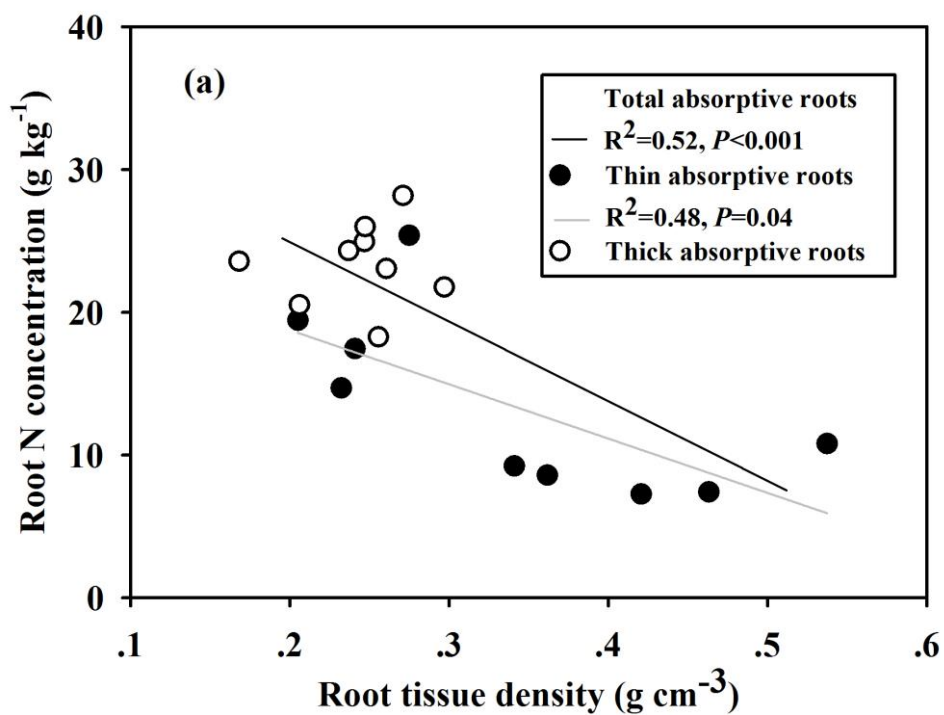 40
(a)
Total absorptive roots
R²=0.52, P<0.001
Thin absorptive roots
R²=0.48, P=0.04
Thick absorptive roots
30
20
10
0
Root N concentration (g kg⁻¹)
.1 .2 .3 .4 .5 .6
Root tissue density (g cm⁻³)